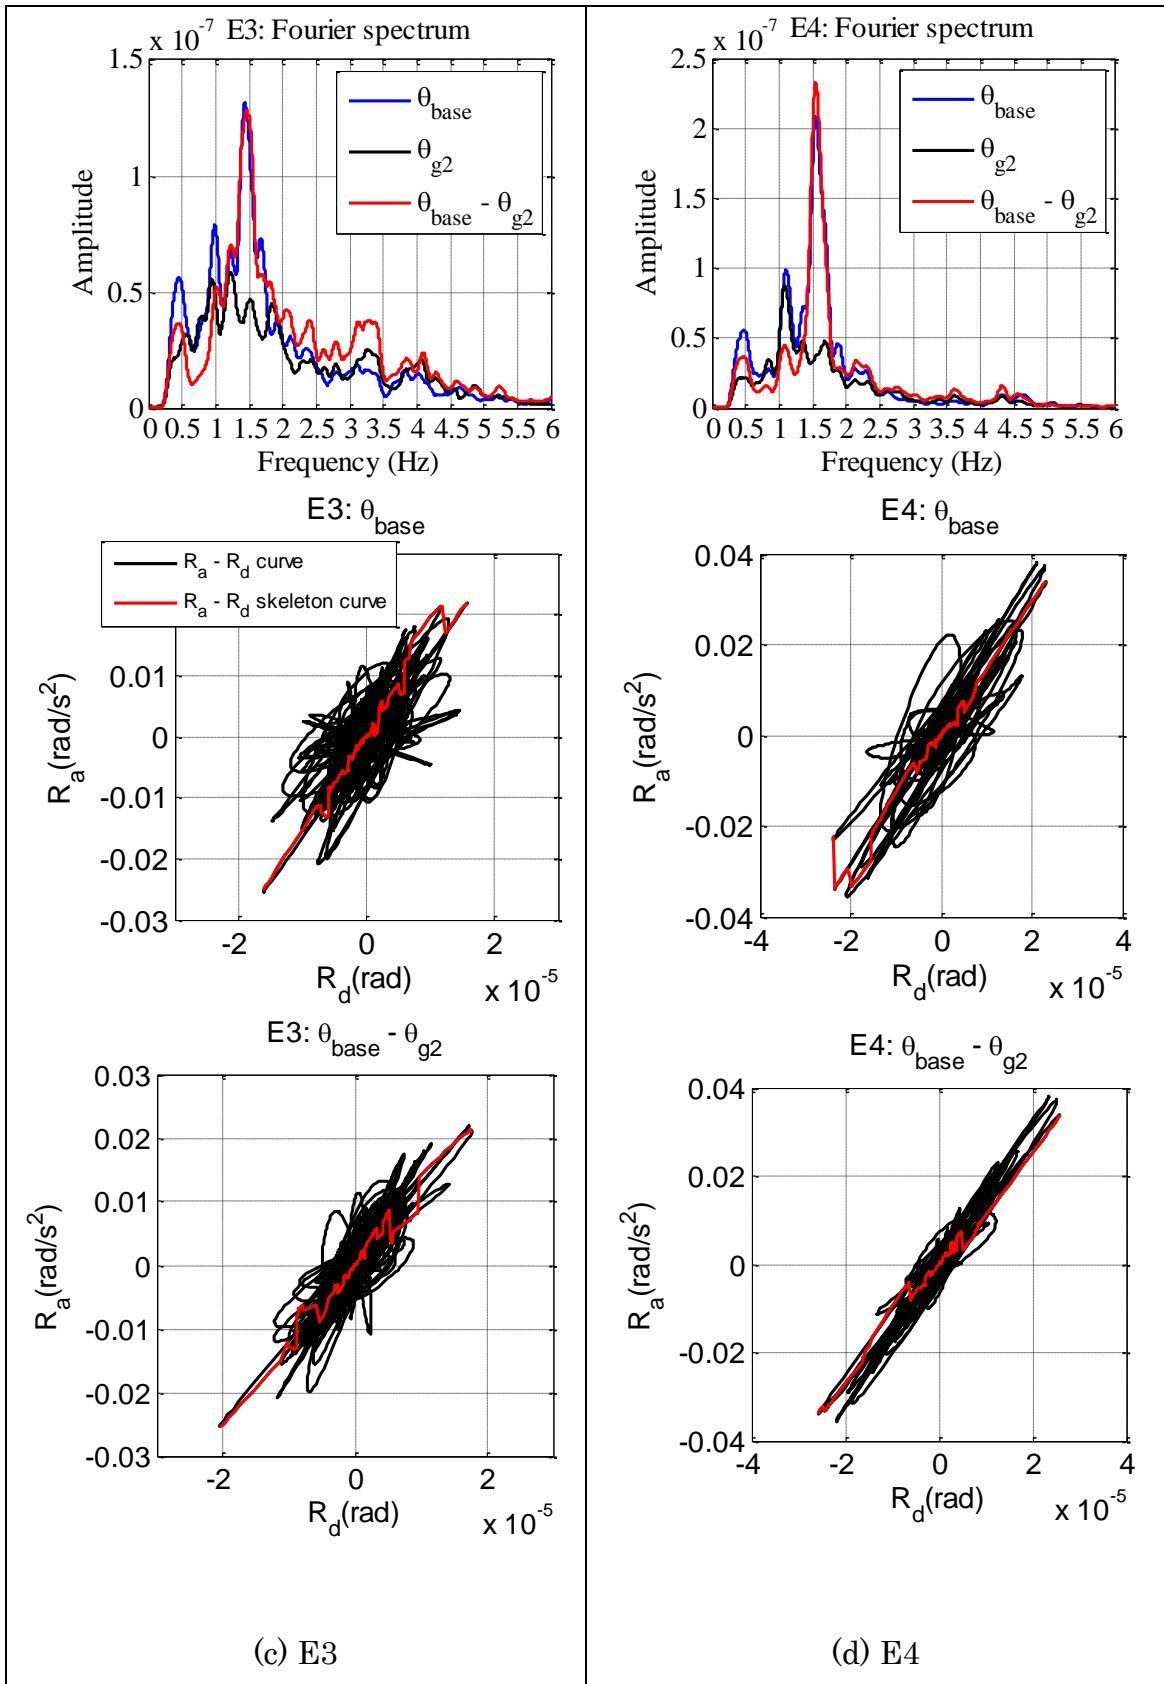 x 10-7 E3: Fourier spectrum
1.5
1
0.5
0
Amplitude
θbase
θg2
θbase - θg2
0 0.5 1 1.5 2 2.5 3 3.5 4 4.5 5 5.5 6
Frequency (Hz)
E3: θbase
Ra - Rd curve
Ra - Rd skeleton curve
0.01
0
-0.01
-0.02
-0.03
Ra(rad/s2)
-2 0 2
Rd(rad)
x 10-5
E3: θbase - θg2
0.03
0.02
0.01
0
-0.01
-0.02
-0.03
Ra(rad/s2)
-2 0 2
Rd(rad)
x 10-5
(c) E3
x 10-7 E4: Fourier spectrum
2.5
2
1.5
1
0.5
0
Amplitude
θbase
θg2
θbase - θg2
0 0.5 1 1.5 2 2.5 3 3.5 4 4.5 5 5.5 6
Frequency (Hz)
E4: θbase
0.04
0.02
0
-0.02
-0.04
Ra(rad/s2)
-4 -2 0 2 4
Rd(rad)
x 10-5
E4: θbase - θg2
0.04
0.02
0
-0.02
-0.04
Ra(rad/s2)
-4 -2 0 2 4
Rd(rad)
x 10-5
(d) E4